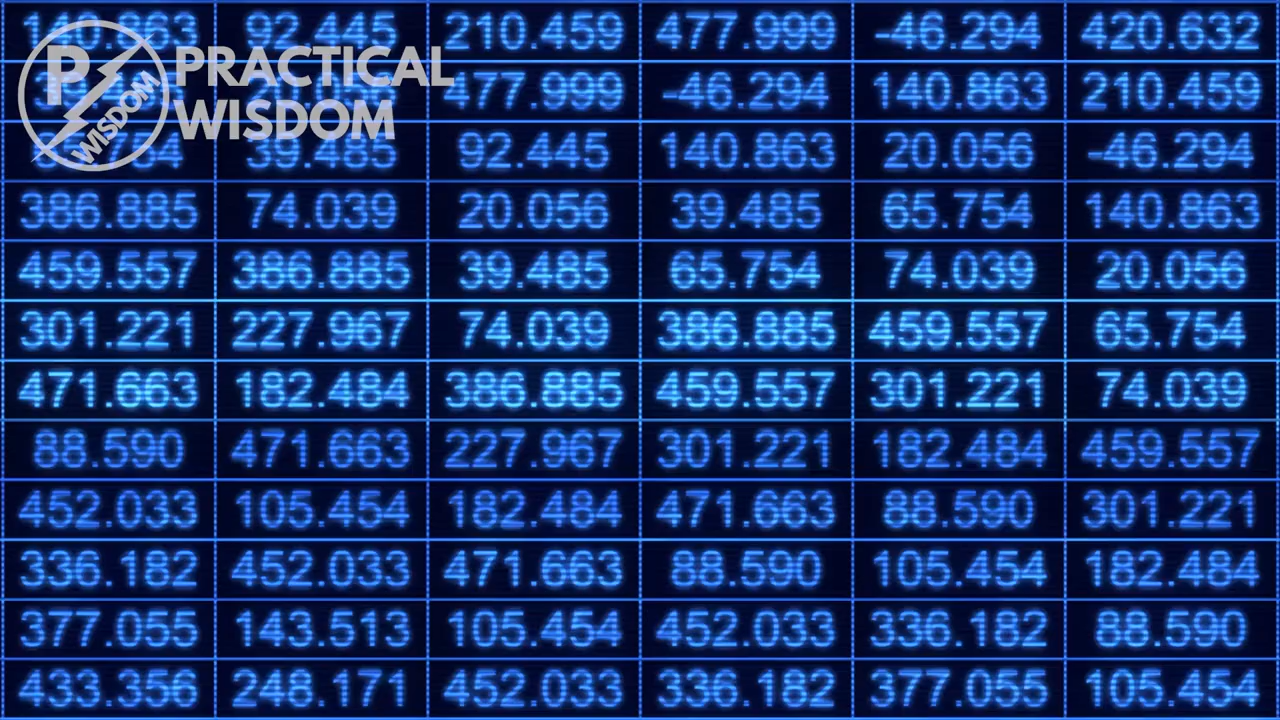 140.863 92.445 210.459 477.999 -46.294 420.632
PRACTICAL
P
477.999 -46.294 140.863 210.459
WISDOM
WISDOM
39.485 92.445 140.863 20.056 -46.294
386.885 74.039 20.056 39.485 65.754 140.863
459.557 386.885 39.485 65.754 74.039 20.056
301.221 227.967 74.039 386.885 459.557 65.754
471.663 182.484 386.885 459.557 301.221 74.039
88.590 471.663 227.967 301.221 182.484 459.557
452.033 105.454 182.484 471.663 88.590 301.221
336.182 452.033 471.663 88.590 105.454 182.484
377.055 143.513 105.454 452.033 336.182 88.590
433.356 248.171 452.033 336.182 377.055 105.454